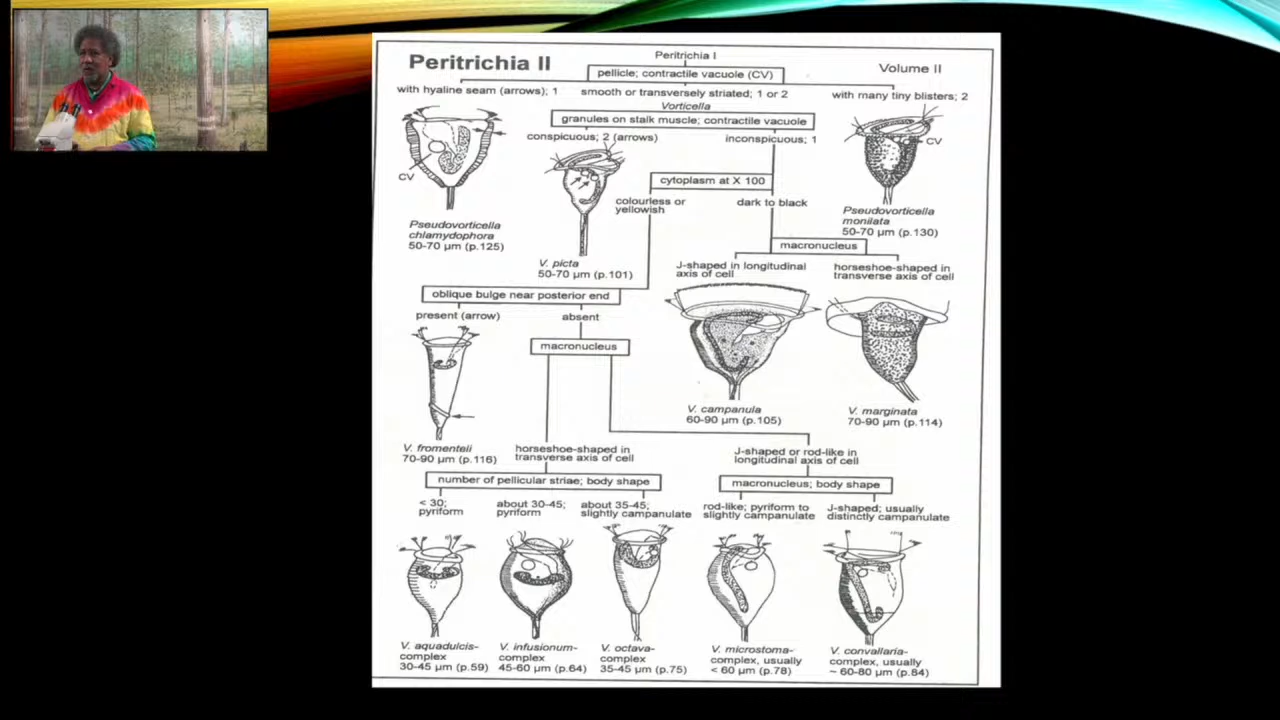 Peritrichia I
Peritrichia II
Volume II
pellicle; contractile vacuole (CV)
with hyaline seam (arrows); 1
smooth or transversely striated; 1 or 2
with many tiny blisters; 2
Vorticella
granules on stalk muscle; contractile vacuole
conspicuous; 2 (arrows)
inconspicuous; 1
CV
CV
cytoplasm at X 100
colourless or
yellowish
dark to black
Pseudovorticella
chlamydophora
50-70 µm (p.125)
V. picta
50-70 µm (p.101)
Pseudovorticella
monilata
50-70 µm (p.130)
macronucleus
J-shaped in longitudinal
axis of cell
horseshoe-shaped in
transverse axis of cell
oblique bulge near posterior end
present (arrow)
absent
macronucleus
V. campanula
60-90 µm (p.105)
V. marginata
70-90 µm (p.114)
V. fromenteli
70-90 µm (p.116)
horseshoe-shaped in
transverse axis of cell
J-shaped or rod-like in
longitudinal axis of cell
number of pellicular striae; body shape
macronucleus; body shape
< 30;
pyriform
about 30-45;
pyriform
about 35-45;
slightly campanulate
rod-like; pyriform to
slightly campanulate
J-shaped; usually
distinctly campanulate
V. aquadulcis-
complex
30-45 µm (p.59)
V. infusionum-
complex
45-60 µm (p.64)
V. octava-
complex
35-45 µm (p.75)
V. microstoma-
complex, usually
< 60 µm (p.78)
V. convallaria-
complex, usually
~ 60-80 µm (p.84)